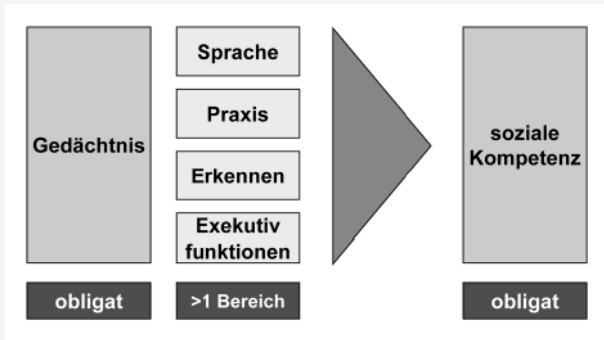 Gedächtnis
Sprache
Praxis
Erkennen
Exekutiv
funktionen
soziale
Kompetenz
obligat
>1 Bereich
obligat